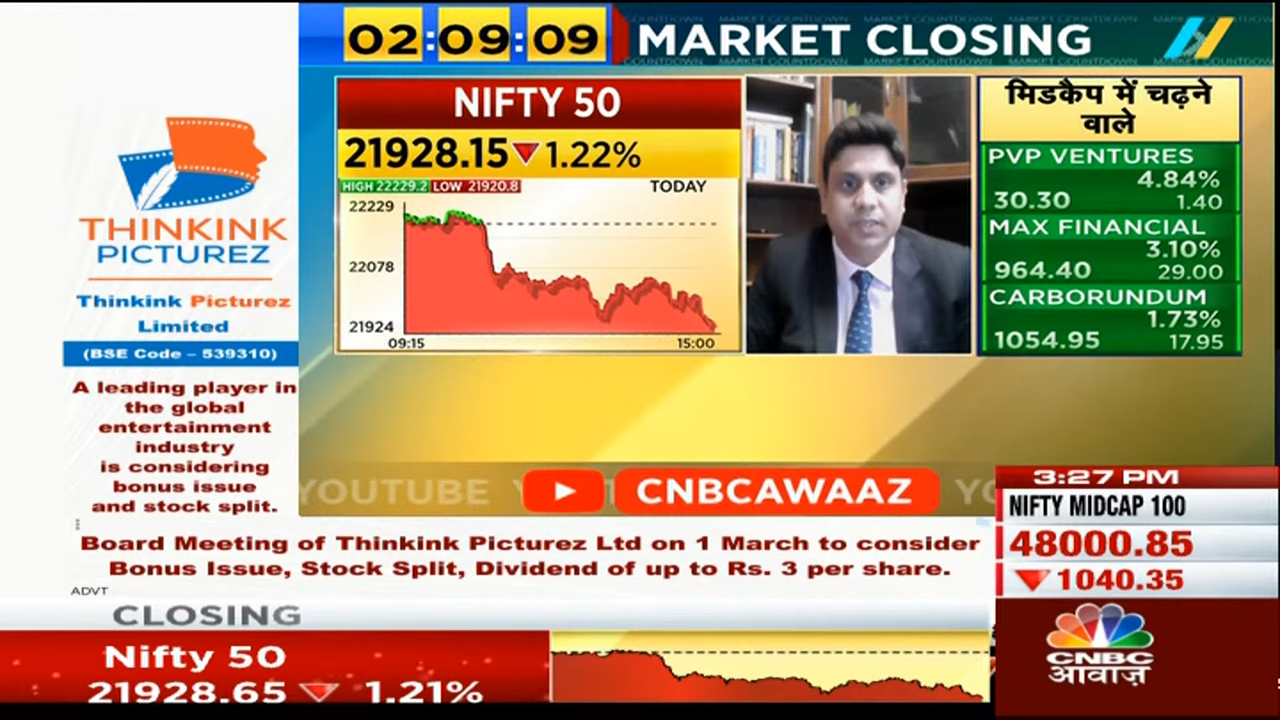 02:09:09
MARKET CLOSING
THINKINK
PICTUREZ
Thinkink Picturez
Limited
(BSE Code – 539310)
A leading player in
the global
entertainment
industry
is considering
bonus issue
and stock split.
NIFTY 50
21928.15 ▼ 1.22%
HIGH 22229.2 LOW 21920.8
TODAY
22229
22078
21924
09:15 15:00
मिडकैप में चढ़ने
वाले
PVP VENTURES
4.84%
30.30 1.40
MAX FINANCIAL
3.10%
964.40 29.00
CARBORUNDUM
1.73%
1054.95 17.95
YOUTUBE
CNBCAWAAZ
3:27 PM
NIFTY MIDCAP 100
48000.85
▼ 1040.35
Board Meeting of Thinkink Picturez Ltd on 1 March to consider
Bonus Issue, Stock Split, Dividend of up to Rs. 3 per share.
ADVT
CLOSING
Nifty 50
21928.65 ▼ 1.21%
CNBC
आवाज़